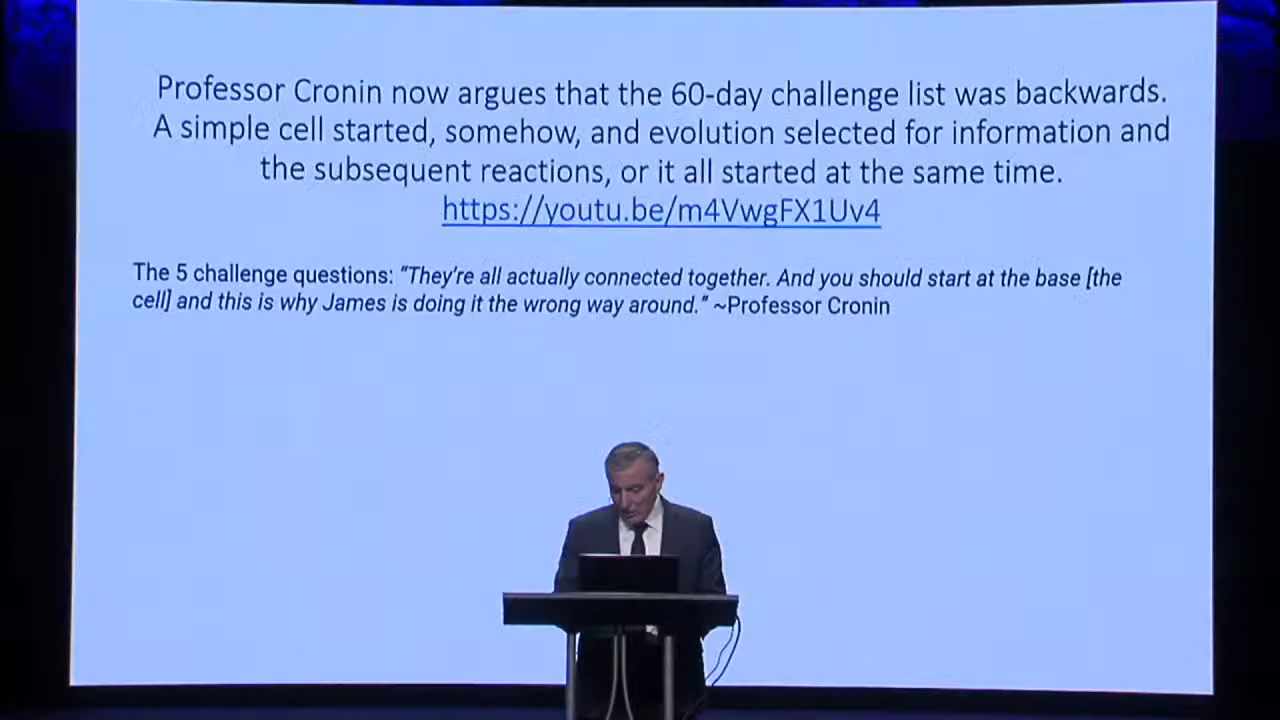 Professor Cronin now argues that the 60-day challenge list was backwards.
A simple cell started, somehow, and evolution selected for information and
the subsequent reactions, or it all started at the same time.
https://youtu.be/m4VwgFX1Uv4
The 5 challenge questions: “They’re all actually connected together. And you should start at the base [the
cell] and this is why James is doing it the wrong way around.” ~Professor Cronin